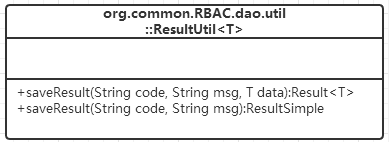 org.common.RBAC.dao.util
::ResultUtil<T>
+saveResult(String code, String msg, T data):Result<T>
+saveResult(String code, String msg):ResultSimple